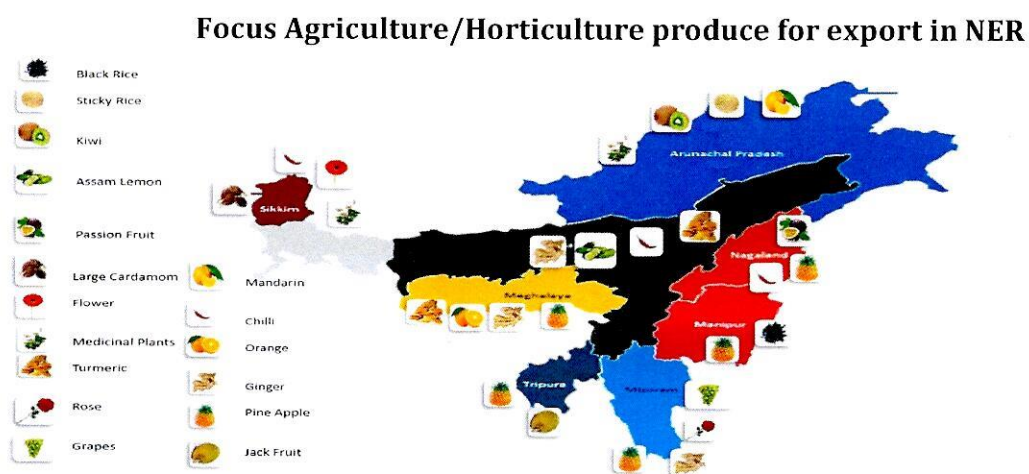 Focus Agriculture/Horticulture produce for export in NER
Black Rice
Sticky Rice
Kiwi
Assam Lemon
Passion Fruit
Large Cardamom
Flower
Medicinal Plants
Turmeric
Rose
Grapes
Mandarin
Chilli
Orange
Ginger
Pine Apple
Jack Fruit
Sikkim
Arunachal Pradesh
Nagaland
Meghalaya
Manipur
Tripura
Mizoram